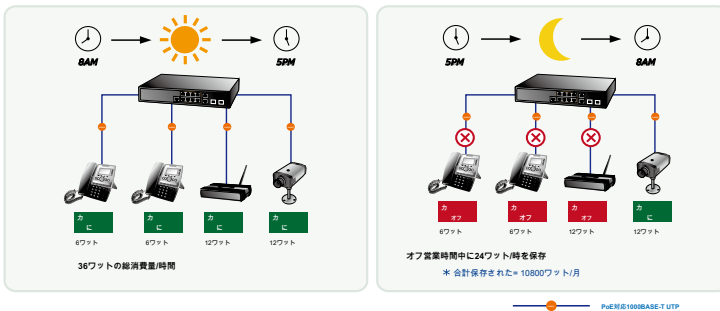 8AM
5PM
カ
に
カ
に
カ
に
カ
に
6ワット
6ワット
12ワット
12ワット
36ワットの総消費量/時間
5PM
8AM
カ
オフ
カ
オフ
カ
オフ
カ
に
6ワット
6ワット
12ワット
12ワット
オフ営業時間中に24ワット/時を保存
＊ 合計保存された= 10800ワット/月
PoE対応1000BASE-T UTP